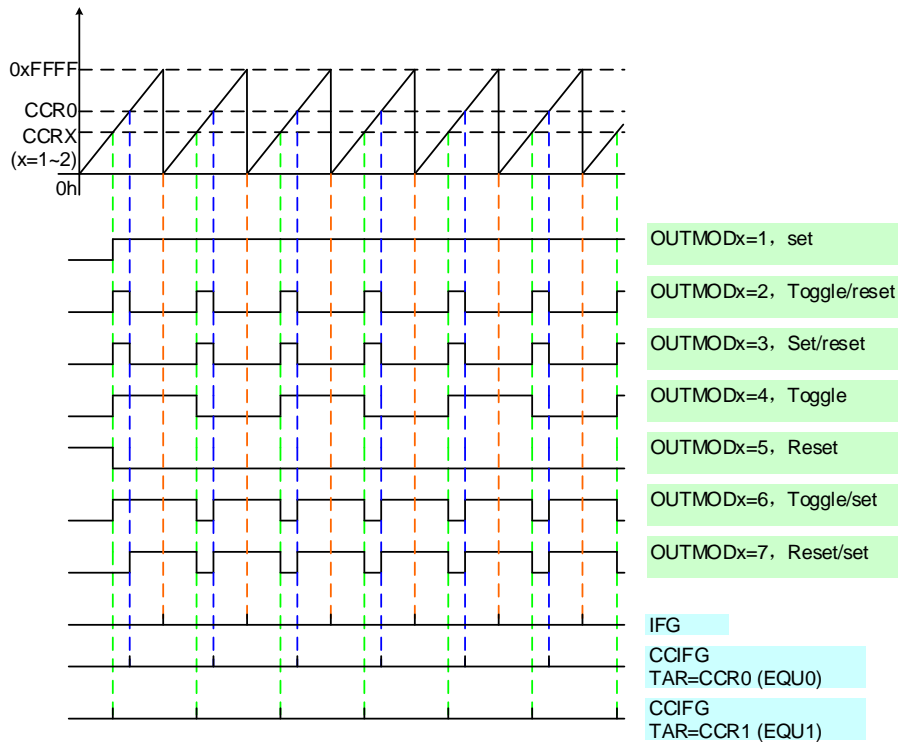 0xFFFF
CCR0
CCRX
(x=1~2)
0h
OUTMODx=1，set
OUTMODx=2，Toggle/reset
OUTMODx=3，Set/reset
OUTMODx=4，Toggle
OUTMODx=5，Reset
OUTMODx=6，Toggle/set
OUTMODx=7，Reset/set
IFG
CCIFG
TAR=CCR0 (EQU0)
CCIFG
TAR=CCR1 (EQU1)